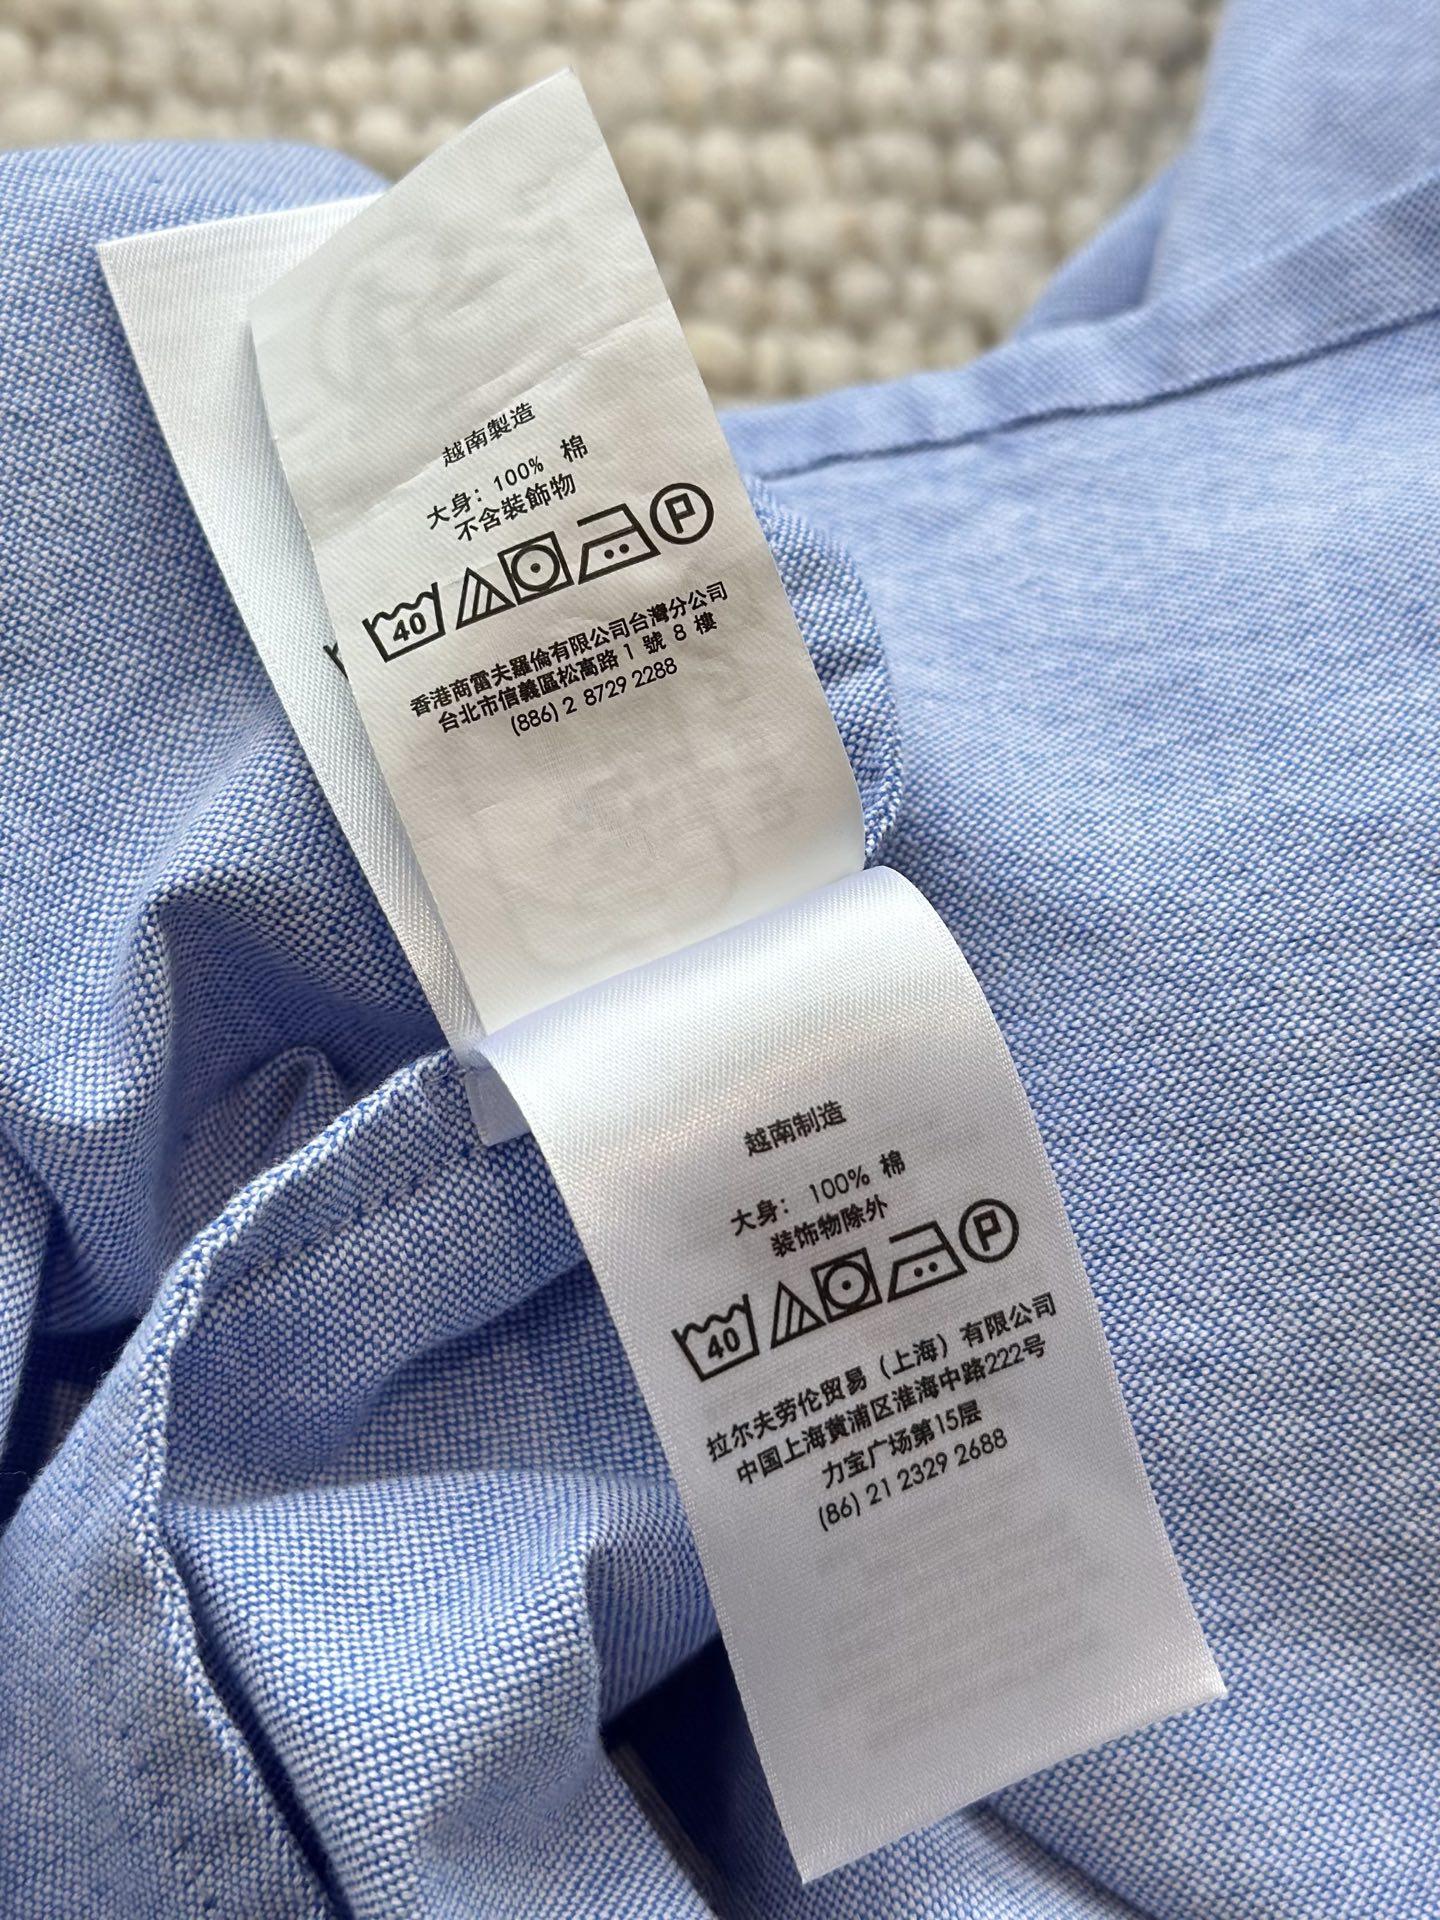 越南製造
大身: 100% 棉
不含裝飾物
40 P
香港商雷夫羅倫有限公司台灣分公司
台北市信義區松高路 1 號 8 樓
(886) 2 8729 2288
越南制造
大身: 100% 棉
装饰物除外
40 P
拉尔夫劳伦贸易（上海）有限公司
中国上海黄浦区淮海中路222号
力宝广场第15层
(86) 21 2329 2688